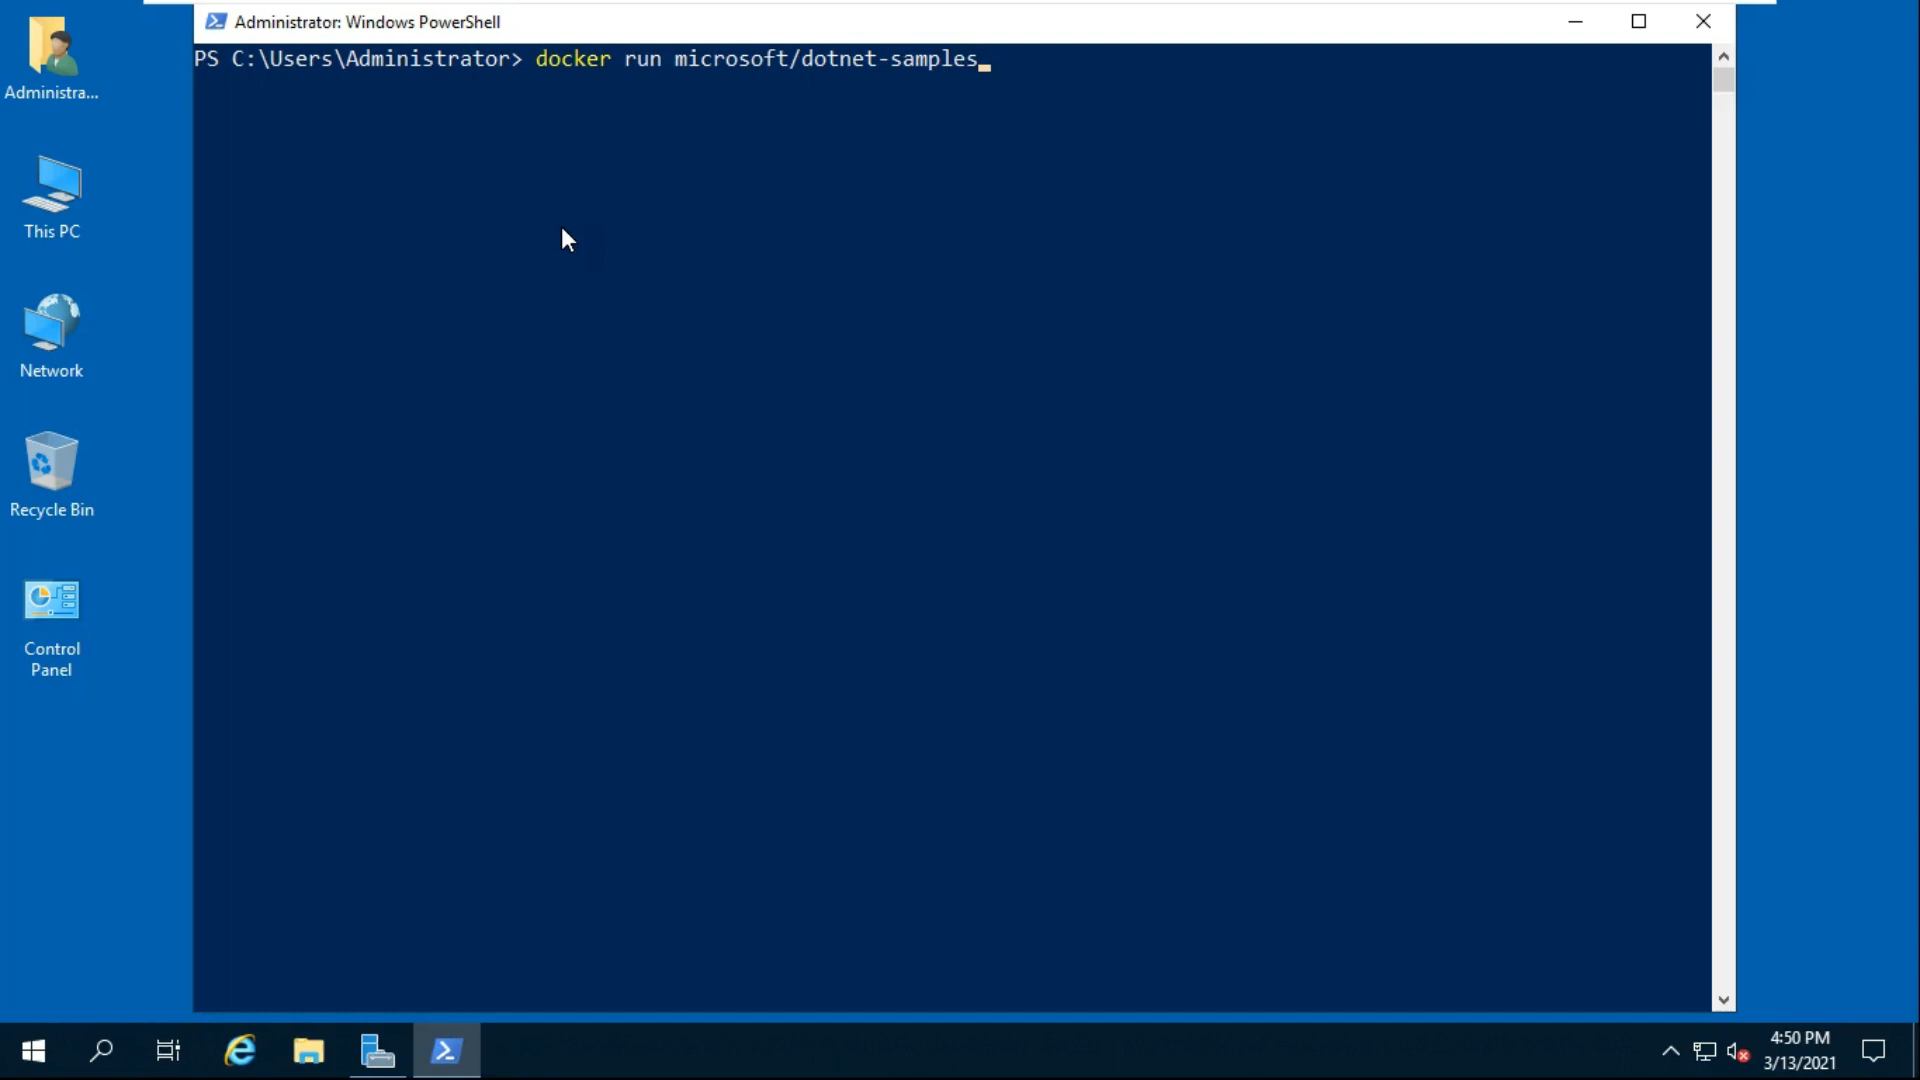 Administrator: Windows PowerShell
PS C:\Users\Administrator> docker run microsoft/dotnet-samples_
Administra...
This PC
Network
Recycle Bin
Control
Panel
4:50 PM
3/13/2021